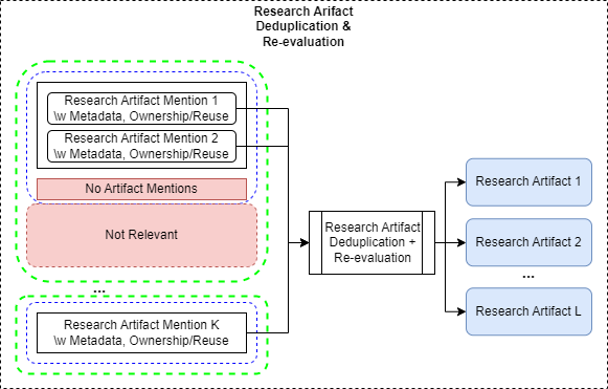 Research Arifact
Deduplication &
Re-evaluation
Research Artifact Mention 1
\w Metadata, Ownership/Reuse
Research Artifact Mention 2
\w Metadata, Ownership/Reuse
No Artifact Mentions
Not Relevant
...
Research Artifact Mention K
\w Metadata, Ownership/Reuse
Research Artifact
Deduplication +
Re-evaluation
Research Artifact 1
Research Artifact 2
...
Research Artifact L